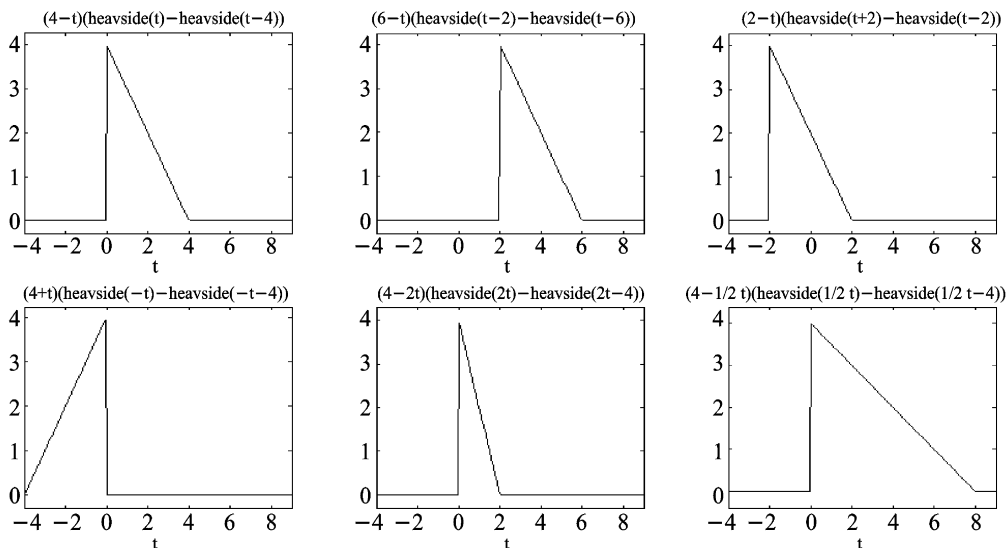 (4−t)(heavside(t)−heavside(t−4))
4
3
2
1
0
−4 −2 0 2 4 6 8
t
(6−t)(heavside(t−2)−heavside(t−6))
4
3
2
1
0
−4 −2 0 2 4 6 8
t
(2−t)(heavside(t+2)−heavside(t−2))
4
3
2
1
0
−4 −2 0 2 4 6 8
t
(4+t)(heavside(−t)−heavside(−t−4))
4
3
2
1
0
−4 −2 0 2 4 6 8
t
(4−2t)(heavside(2t)−heavside(2t−4))
4
3
2
1
0
−4 −2 0 2 4 6 8
t
(4−1/2 t)(heavside(1/2 t)−heavside(1/2 t−4))
4
3
2
1
0
−4 −2 0 2 4 6 8
t